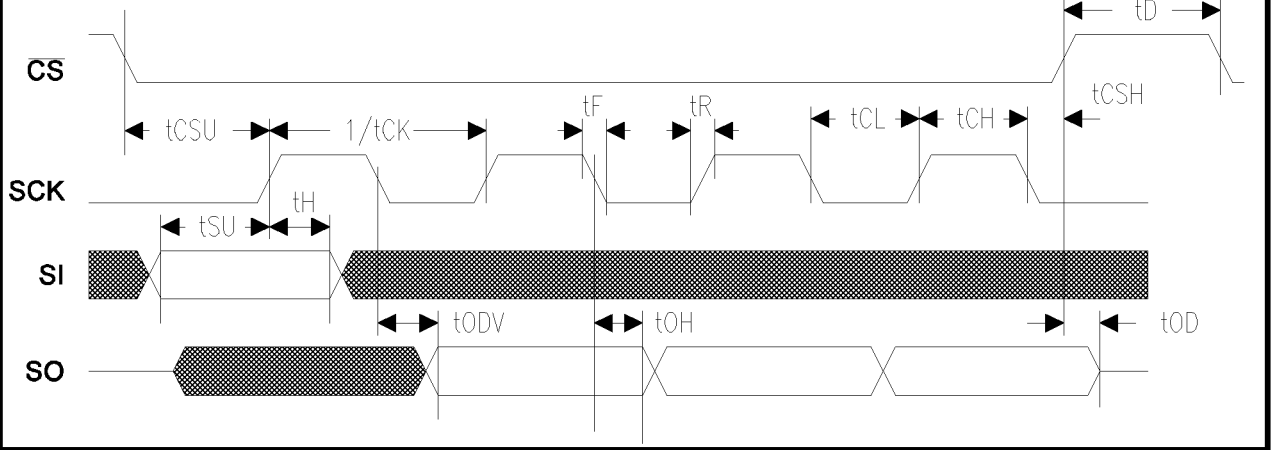 tD
CS
tCSH
tF
tR
tCSU
1/tCK
tCL
tCH
SCK
tH
tSU
SI
tODV
tOH
tOD
SO